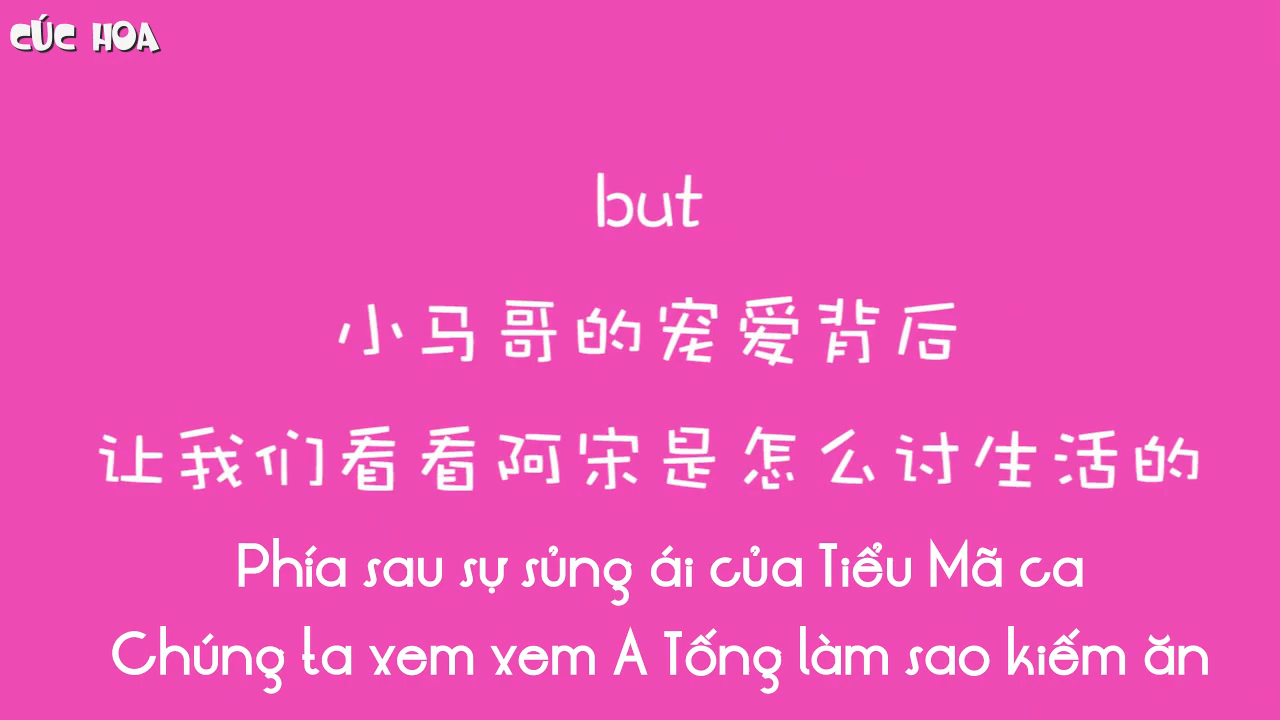 CÚC HOA
but
小马哥的宠爱背后
让我们看看阿宋是怎么讨生活的
Phía sau sự sủng ái của Tiểu Mã ca
Chúng ta xem xem A Tống làm sao kiếm ăn